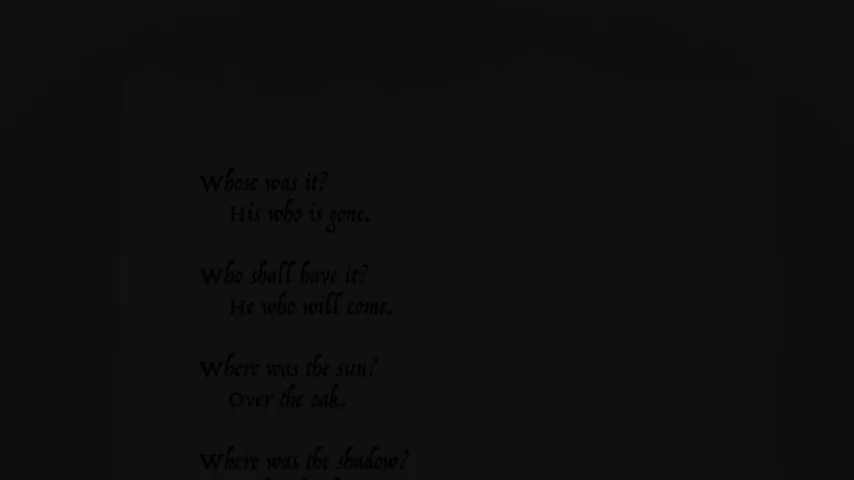 Whose was it?
His who is gone.
Who shall have it?
He who will come.
Where was the sun?
Over the oak.
Where was the shadow?